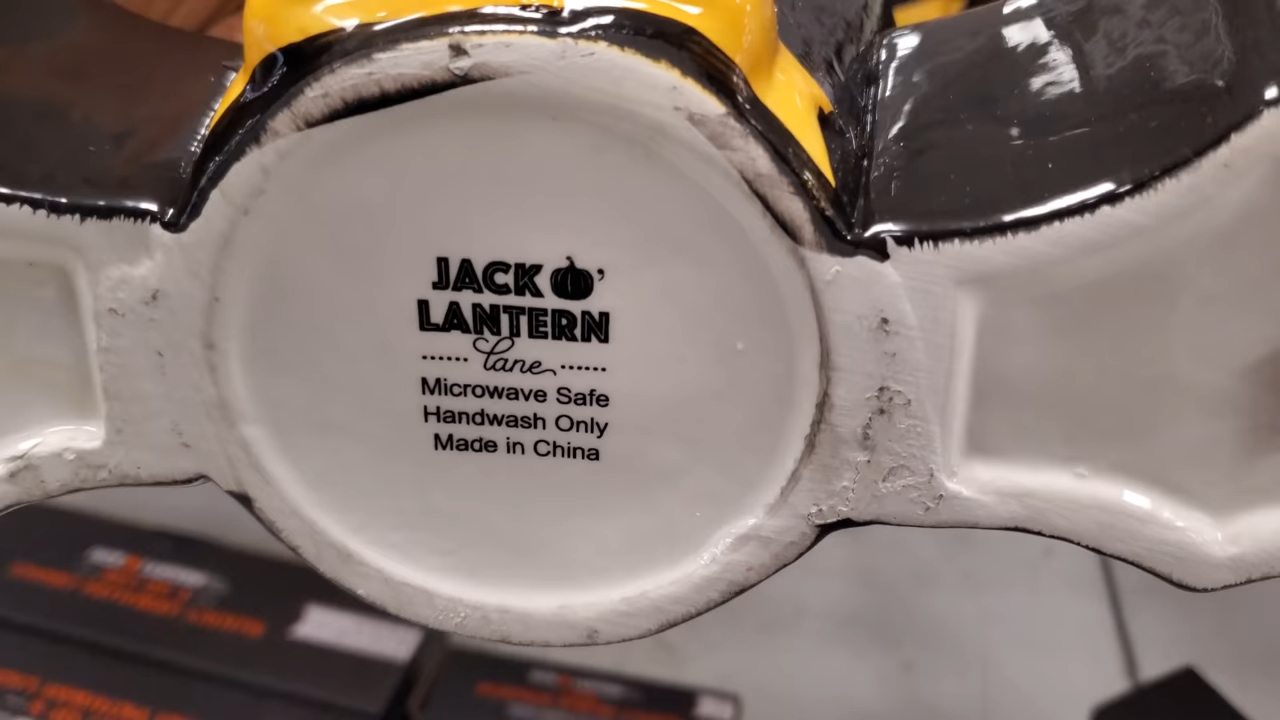 JACK O'
LANTERN
lane
Microwave Safe
Handwash Only
Made in China